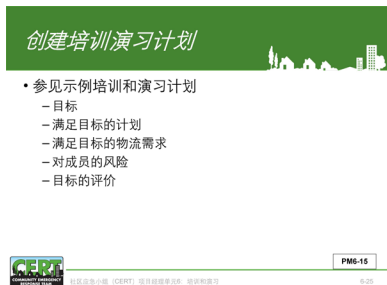 创建培训演习计划
• 参见示例培训和演习计划
– 目标
– 满足目标的计划
– 满足目标的物流需求
– 对成员的风险
– 目标的评价
PM6-15
CERT
COMMUNITY EMERGENCY
RESPONSE TEAM
社区应急小组（CERT）项目经理单元6：培训和演习
6-25